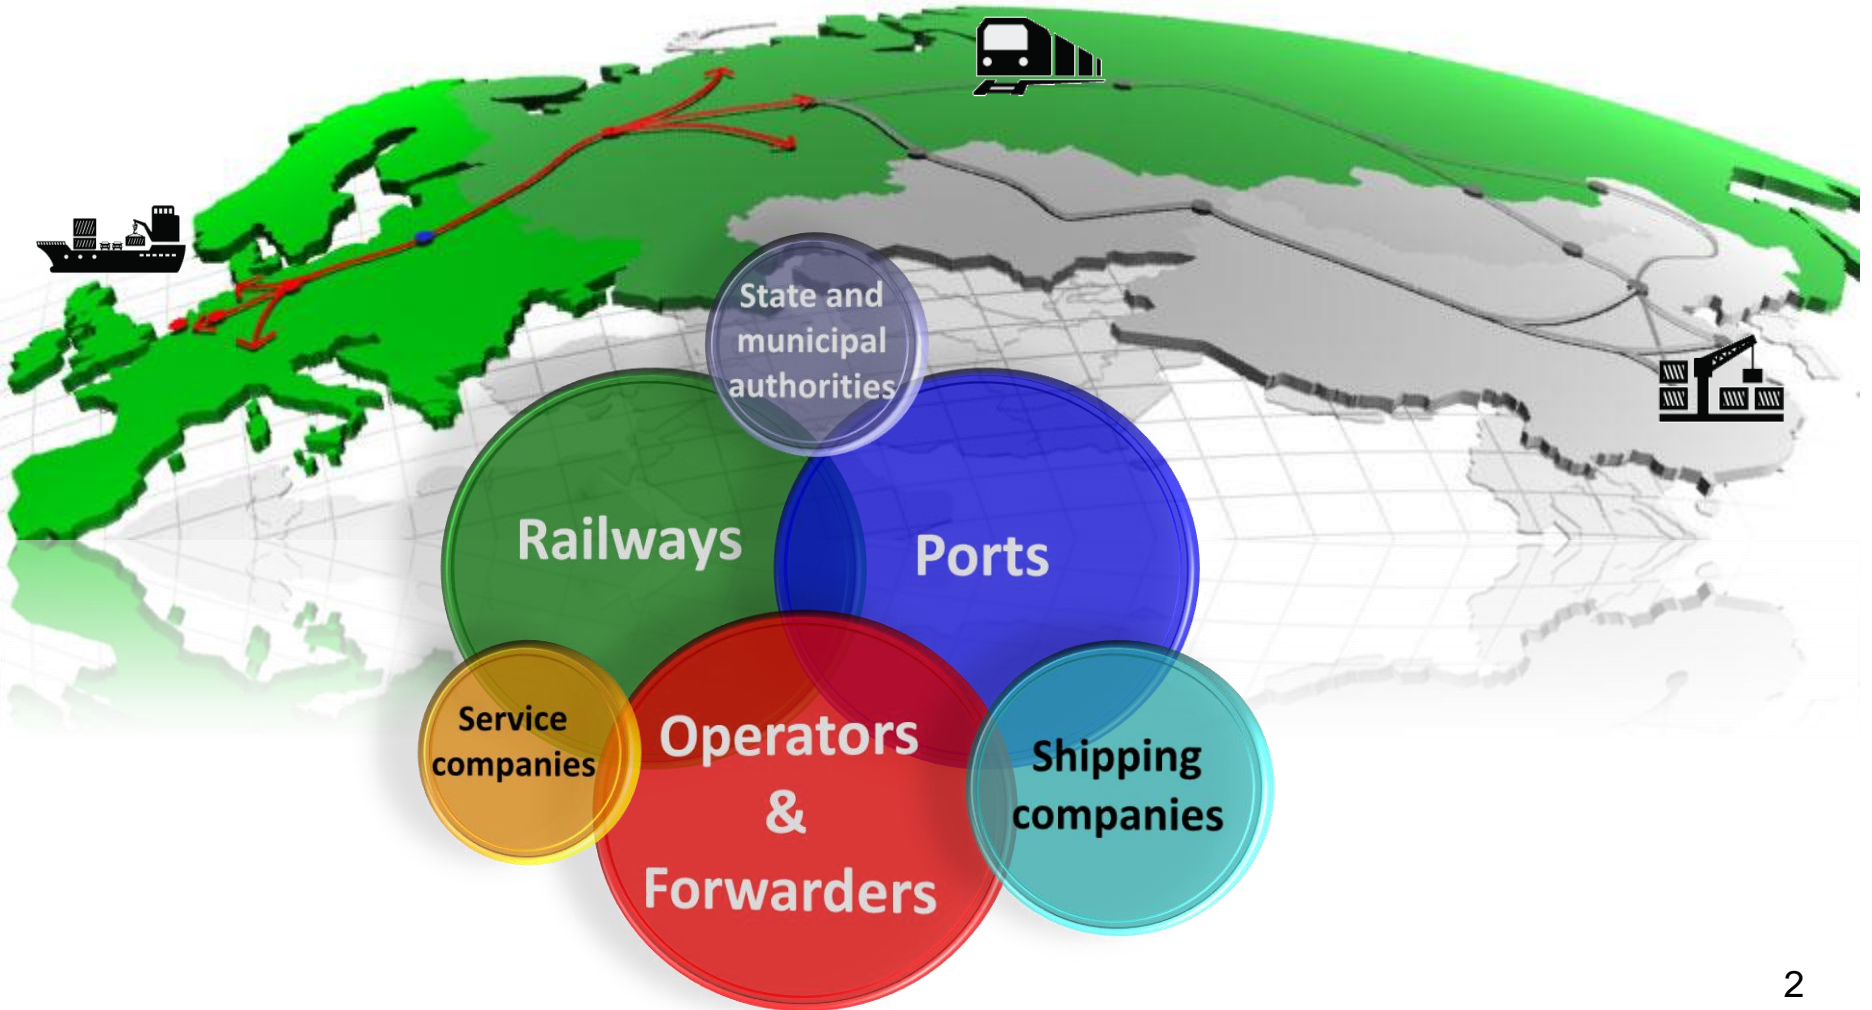 State and
municipal
authorities
Railways
Ports
Service
companies
Operators
&
Forwarders
Shipping
companies
2